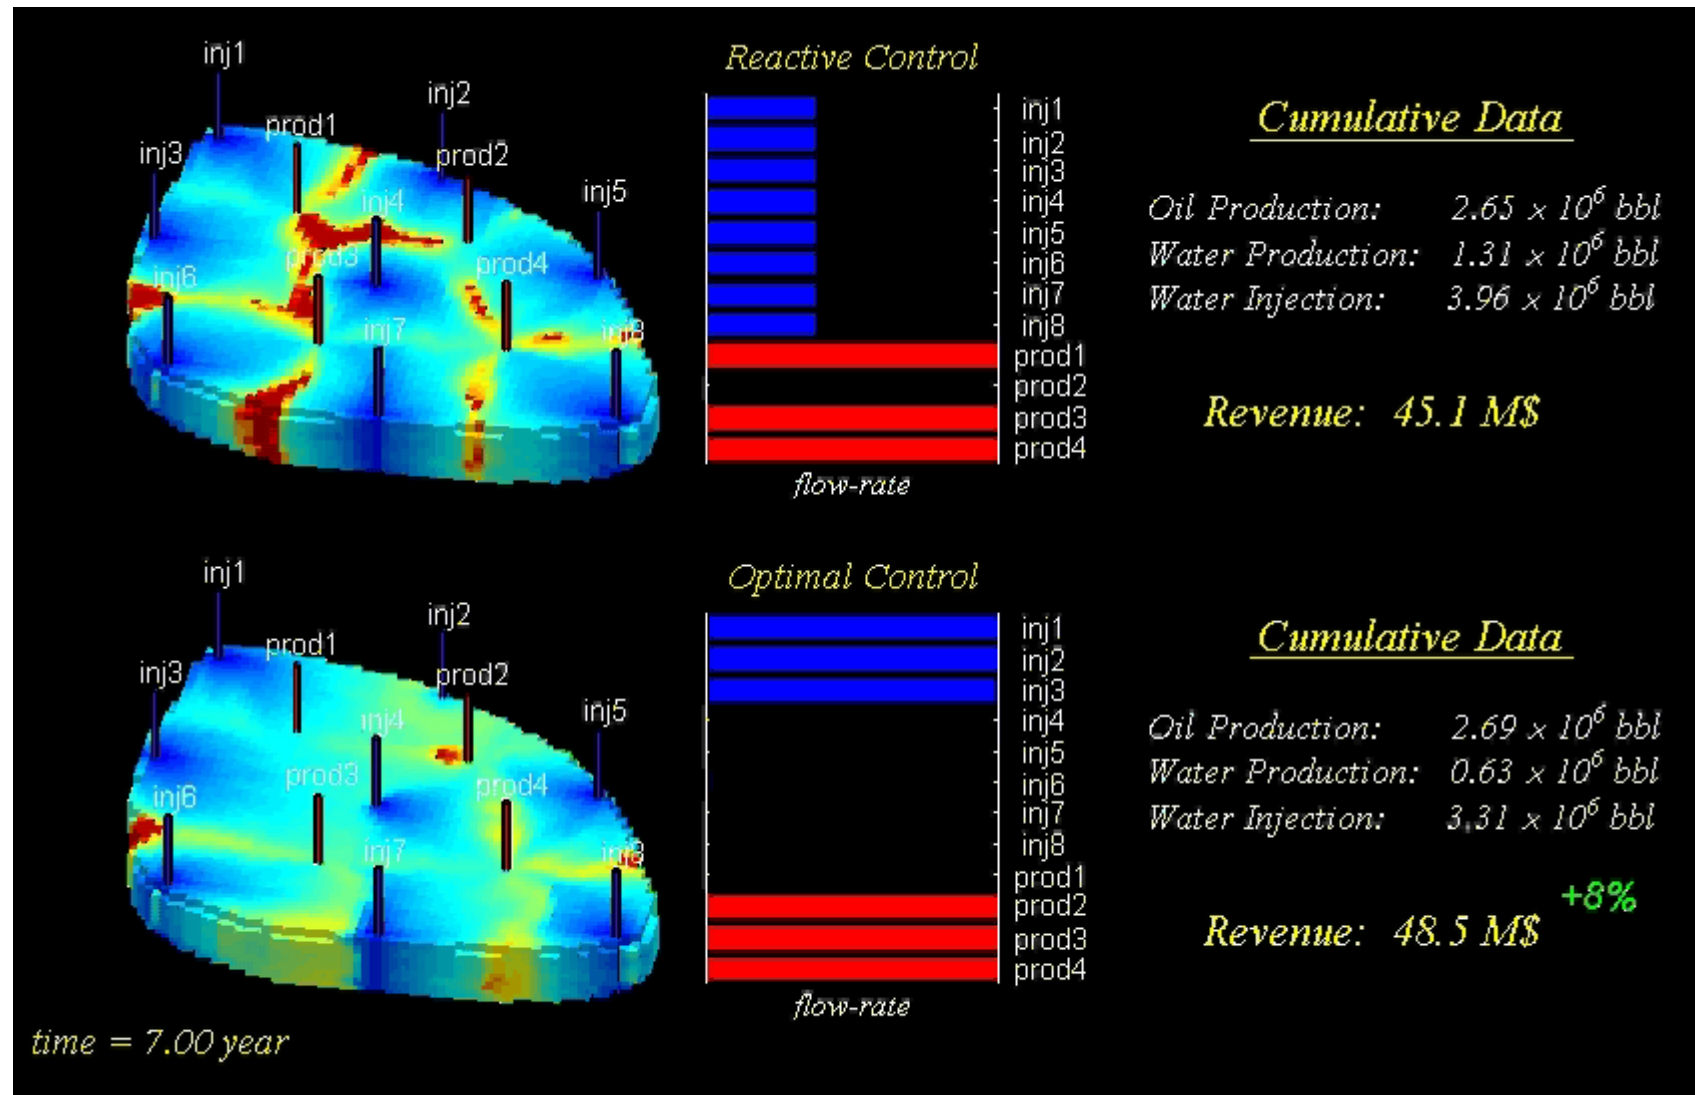 inj1
inj2
prod1
prod2
inj3
inj4
inj5
prod3
prod4
inj6
inj7
inj8
Reactive Control
inj1
inj2
inj3
inj4
inj5
inj6
inj7
inj8
prod1
prod2
prod3
prod4
flow-rate
Cumulative Data
Oil Production: 2.65 × 10⁶ bbl
Water Production: 1.31 × 10⁶ bbl
Water Injection: 3.96 × 10⁶ bbl
Revenue: 45.1 M$
inj1
inj2
prod1
prod2
inj3
inj4
inj5
prod3
prod4
inj6
inj7
inj8
Optimal Control
inj1
inj2
inj3
inj4
inj5
inj6
inj7
inj8
prod1
prod2
prod3
prod4
flow-rate
Cumulative Data
Oil Production: 2.69 × 10⁶ bbl
Water Production: 0.63 × 10⁶ bbl
Water Injection: 3.31 × 10⁶ bbl
+8%
Revenue: 48.5 M$
time = 7.00 year